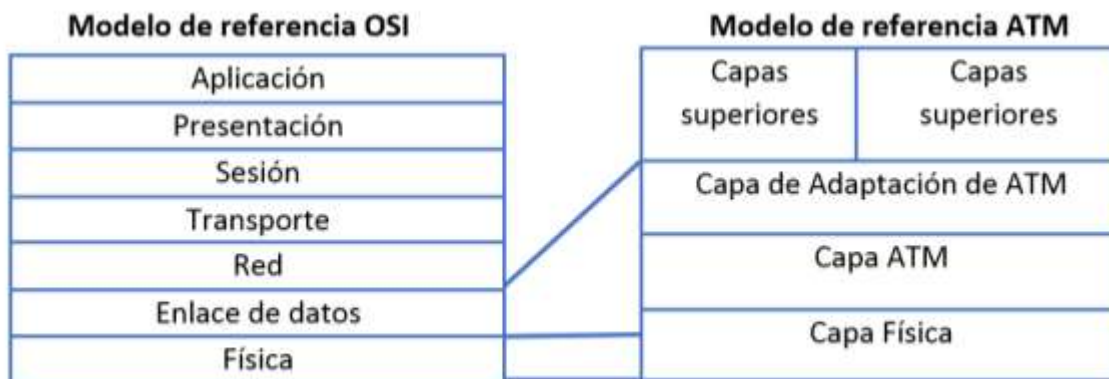 Modelo de referencia OSI
Aplicación
Presentación
Sesión
Transporte
Red
Enlace de datos
Física
Modelo de referencia ATM
Capas
superiores
Capas
superiores
Capa de Adaptación de ATM
Capa ATM
Capa Física